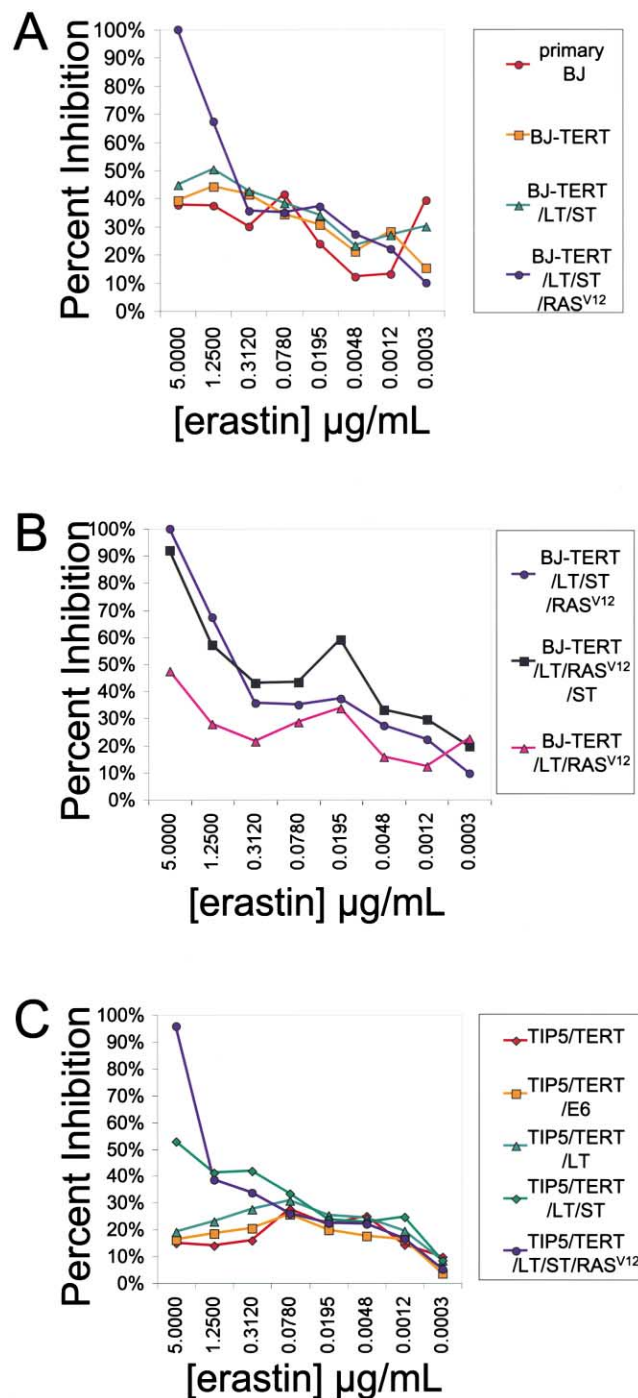 A
100%
90%
80%
70%
60%
50%
40%
30%
20%
10%
0%
Percent Inhibition
5.0000
1.2500
0.3120
0.0780
0.0195
0.0048
0.0012
0.0003
[erastin] µg/mL
primary
BJ
BJ-TERT
BJ-TERT
/LT/ST
BJ-TERT
/LT/ST
/RASV12
B
100%
90%
80%
70%
60%
50%
40%
30%
20%
10%
0%
Percent Inhibition
5.0000
1.2500
0.3120
0.0780
0.0195
0.0048
0.0012
0.0003
[erastin] µg/mL
BJ-TERT
/LT/ST
/RASV12
BJ-TERT
/LT/RASV12
/ST
BJ-TERT
/LT/RASV12
C
100%
90%
80%
70%
60%
50%
40%
30%
20%
10%
0%
Percent Inhibition
5.0000
1.2500
0.3120
0.0780
0.0195
0.0048
0.0012
0.0003
[erastin] µg/mL
TIP5/TERT
TIP5/TERT
/E6
TIP5/TERT
/LT
TIP5/TERT
/LT/ST
TIP5/TERT
/LT/ST/RASV12